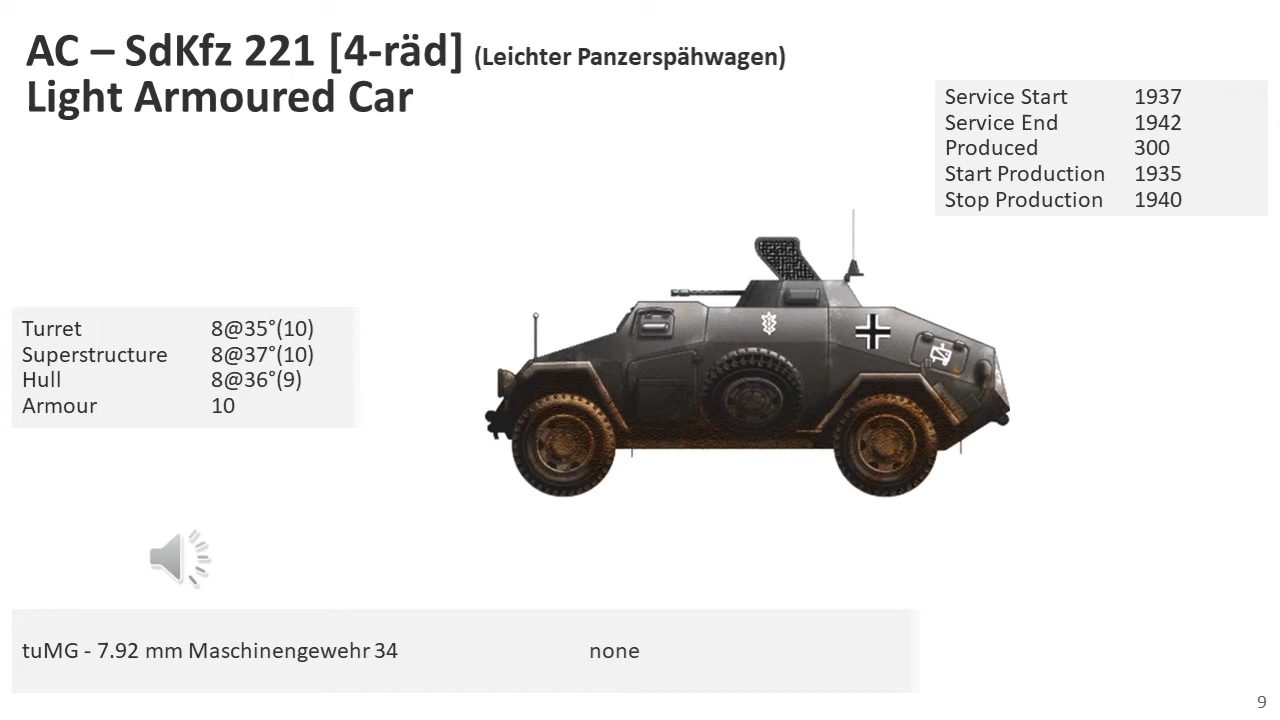 AC – SdKfz 221 [4-räd] (Leichter Panzerspähwagen)
Light Armoured Car
Service Start 1937
Service End 1942
Produced 300
Start Production 1935
Stop Production 1940
Turret 8@35°(10)
Superstructure 8@37°(10)
Hull 8@36°(9)
Armour 10
tuMG - 7.92 mm Maschinengewehr 34 none
9